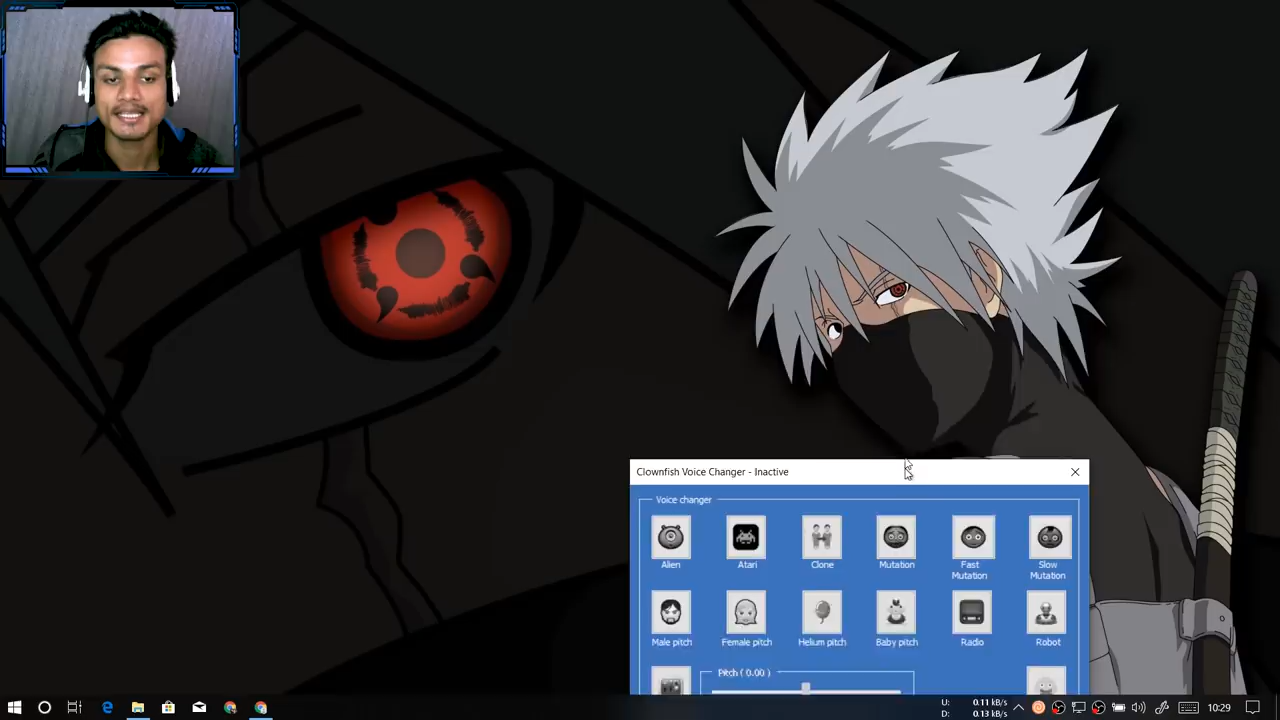 Clownfish Voice Changer - Inactive
Voice changer
Alien
Atari
Clone
Mutation
Fast
Mutation
Slow
Mutation
Male pitch
Female pitch
Helium pitch
Baby pitch
Radio
Robot
Pitch ( 0.00 )
U: 0.11 kB/s
D: 0.13 kB/s
10:29